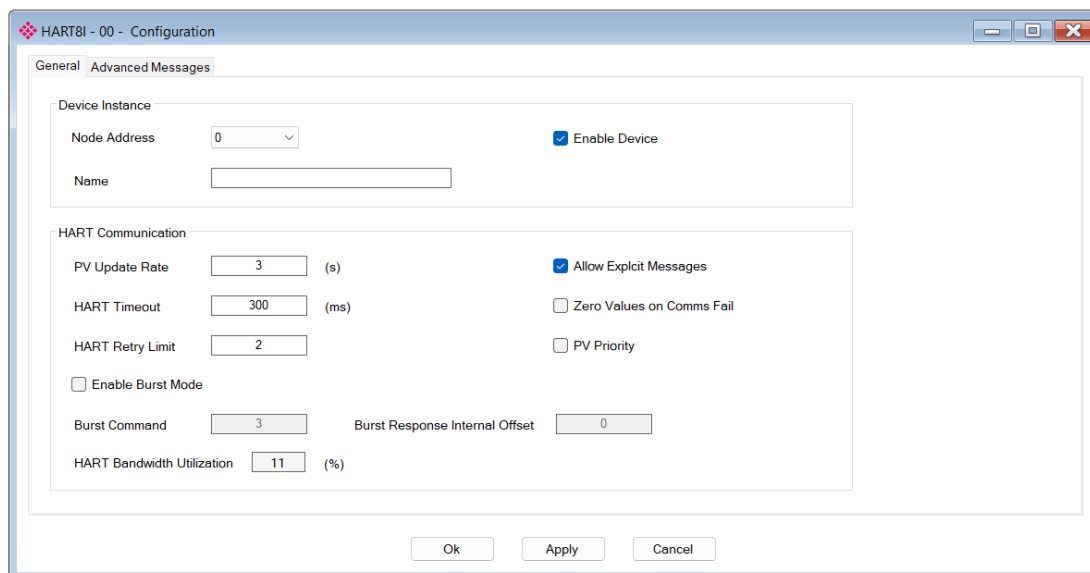 HART8I - 00 - Configuration
General Advanced Messages
Device Instance
Node Address 0 Enable Device
Name
HART Communication
PV Update Rate 3 (s) Allow Explcit Messages
HART Timeout 300 (ms) Zero Values on Comms Fail
HART Retry Limit 2 PV Priority
Enable Burst Mode
Burst Command 3 Burst Response Internal Offset 0
HART Bandwidth Utilization 11 (%)
Ok Apply Cancel